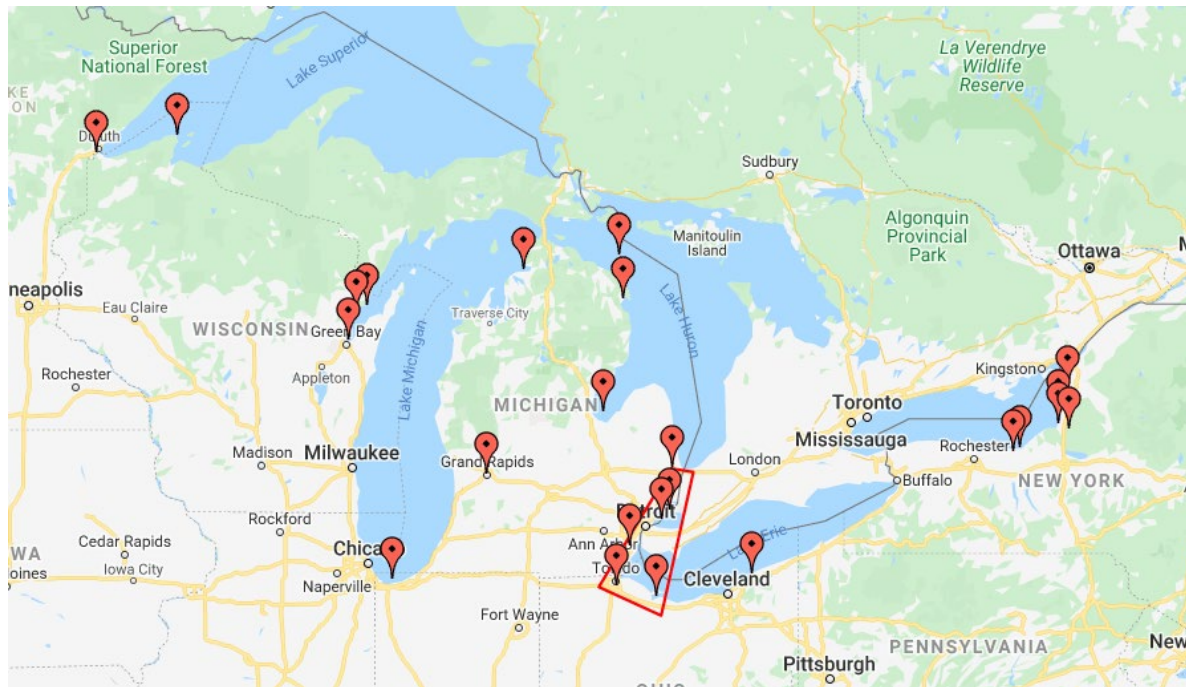 Superior
National Forest
Lake Superior
La Verendrye
Wildlife
Reserve
Duluth
Sudbury
Manitoulin
Island
Algonquin
Provincial
Park
Ottawa
neapolis
Eau Claire
WISCONSIN
Green Bay
Traverse City
Lake Huron
Appleton
Lake Michigan
Rochester
Kingston
MICHIGAN
Toronto
Mississauga
Madison
Milwaukee
Grand Rapids
London
Rochester
Buffalo
NEW YORK
Rockford
Detroit
Ann Arbor
Lake Erie
Cedar Rapids
Iowa City
WA
oines
Chicago
Naperville
Toledo
Cleveland
Fort Wayne
PENNSYLVANIA
New
Pittsburgh